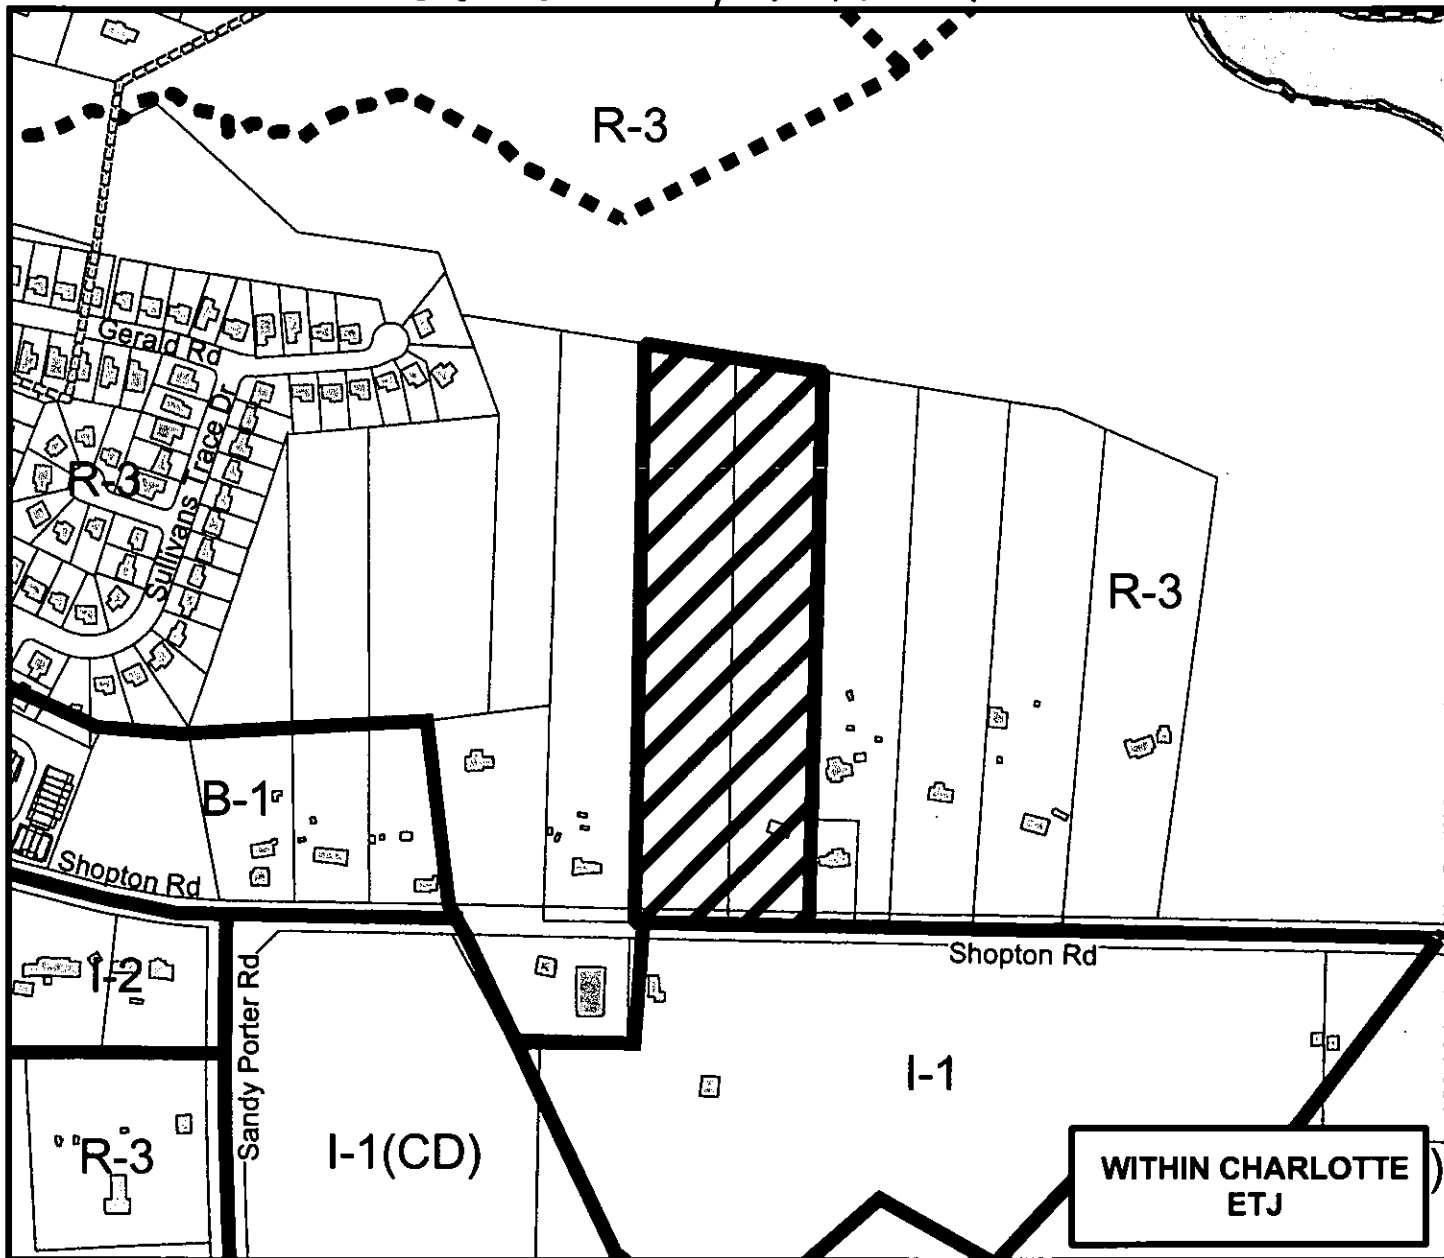 R-3
Gerald Rd
Sullivans Trace Dr
R-3
R-3
B-1
Shopton Rd
Shopton Rd
I-2
Sandy Porter Rd
I-1
R-3
I-1(CD)
WITHIN CHARLOTTE
ETJ
)